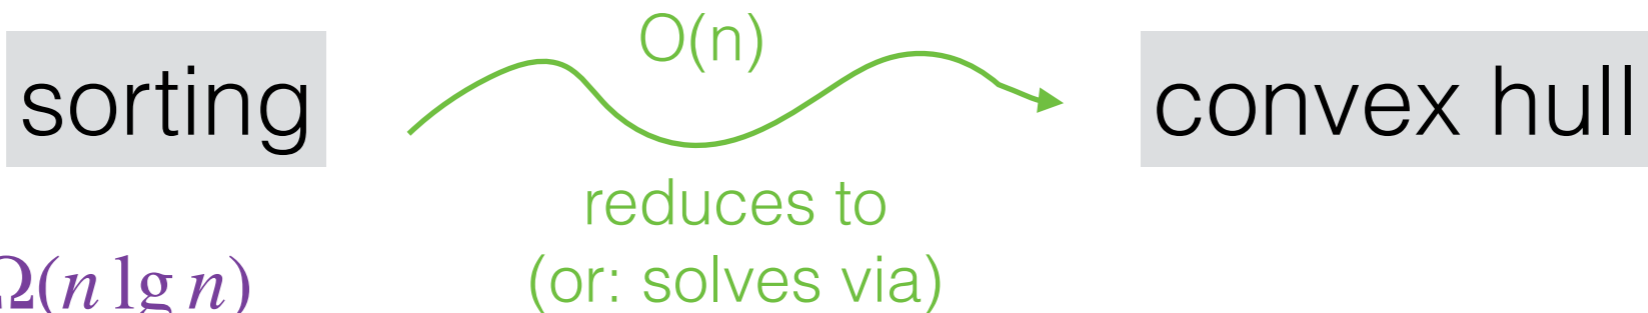 O(n)
sorting
convex hull
reduces to
(or: solves via)
Ω(n lg n)